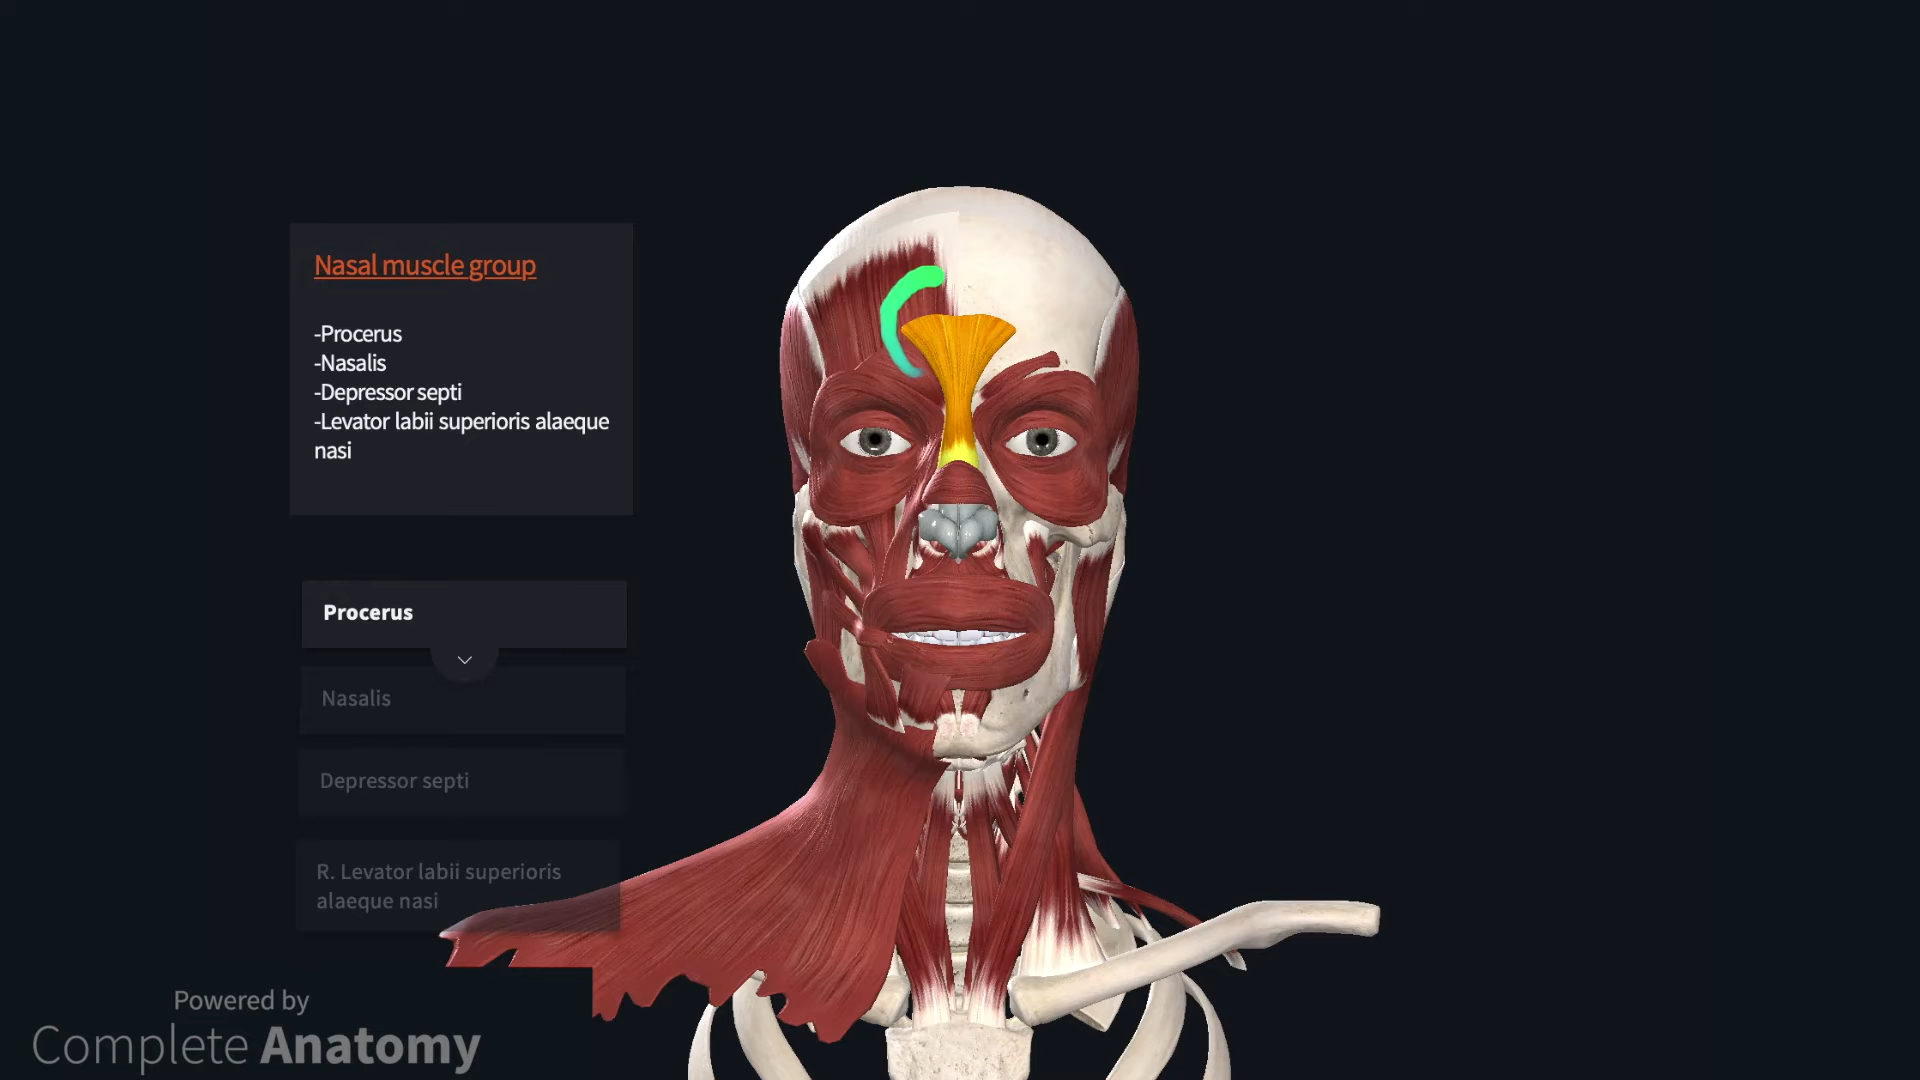 Nasal muscle group
-Procerus
-Nasalis
-Depressor septi
-Levator labii superioris alaeque
nasi
Procerus
Nasalis
Depressor septi
R. Levator labii superioris
alaeque nasi
Powered by
Complete Anatomy